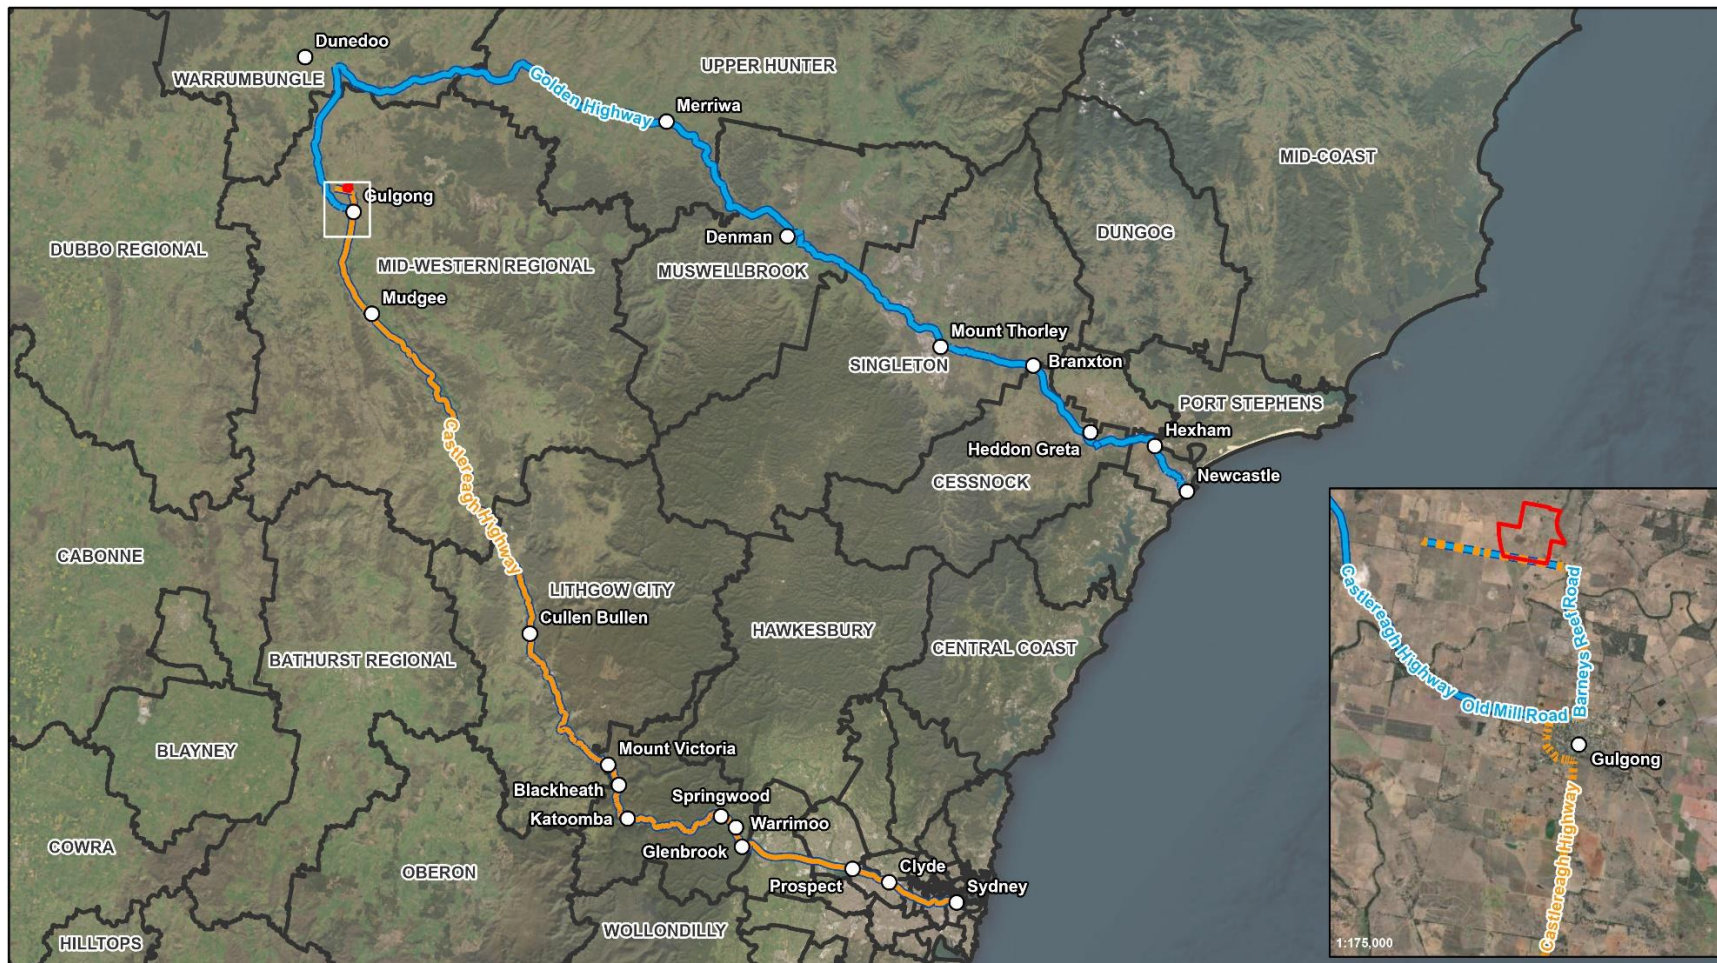 Dunedoo
WARRUMBUNGLE
UPPER HUNTER
Golden Highway
Merriwa
MID-COAST
Gulgong
DUNGOG
Denman
DUBBO REGIONAL
MID-WESTERN REGIONAL
MUSWELLBROOK
Mudgee
Mount Thorley
SINGLETON
Branxton
PORT STEPHENS
Castlereagh Highway
Hexham
Heddon Greta
CESSNOCK
Newcastle
CABONNE
LITHGOW CITY
Cullen Bullen
HAWKESBURY
CENTRAL COAST
BATHURST REGIONAL
BLAYNEY
Mount Victoria
Blackheath
Springwood
Katoomba
Warrimoo
COWRA
Glenbrook
OBERON
Clyde
Prospect
Sydney
WOLLONDILLY
HILLTOPS
Castlereagh Highway
Barneys Reef Road
Old Mill Road
Gulgong
Castlereagh Highway
1:175,000